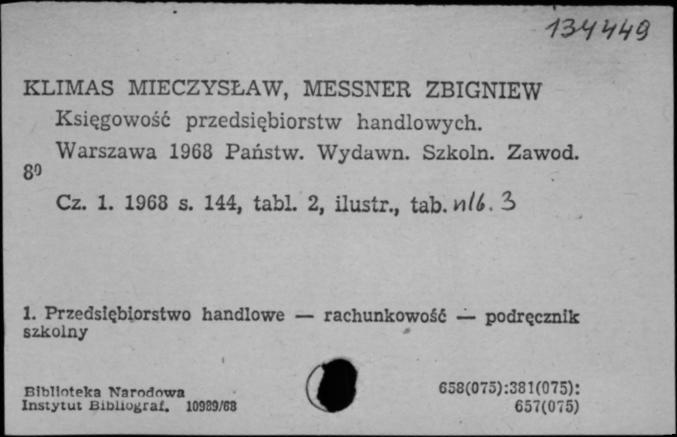 134449
KLIMAS MIECZYSŁAW, MESSNER ZBIGNIEW
Księgowość przedsiębiorstw handlowych.
Warszawa 1968 Państw. Wydawn. Szkoln. Zawod.
8⁰
Cz. 1. 1968 s. 144, tabl. 2, ilustr., tab. nlb. 3
1. Przedsiębiorstwo handlowe — rachunkowość — podręcznik
szkolny
Biblioteka Narodowa
Instytut Bibliograf. 10989/68
658(075):381(075):
657(075)